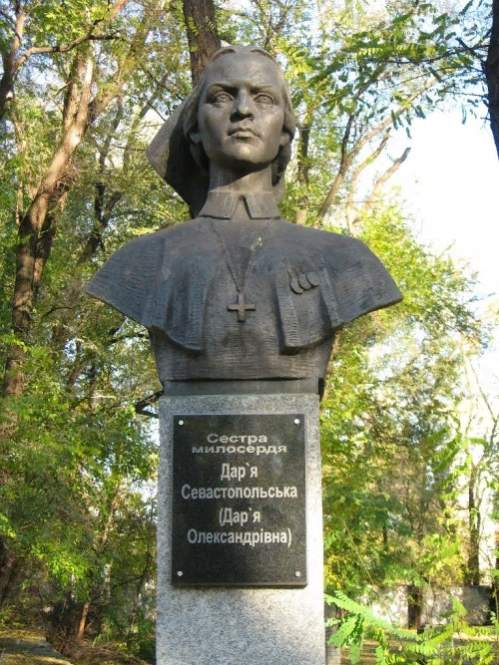 Сестра
милосердя
Дар`я
Севастопольська
(Дар`я
Олександрівна)